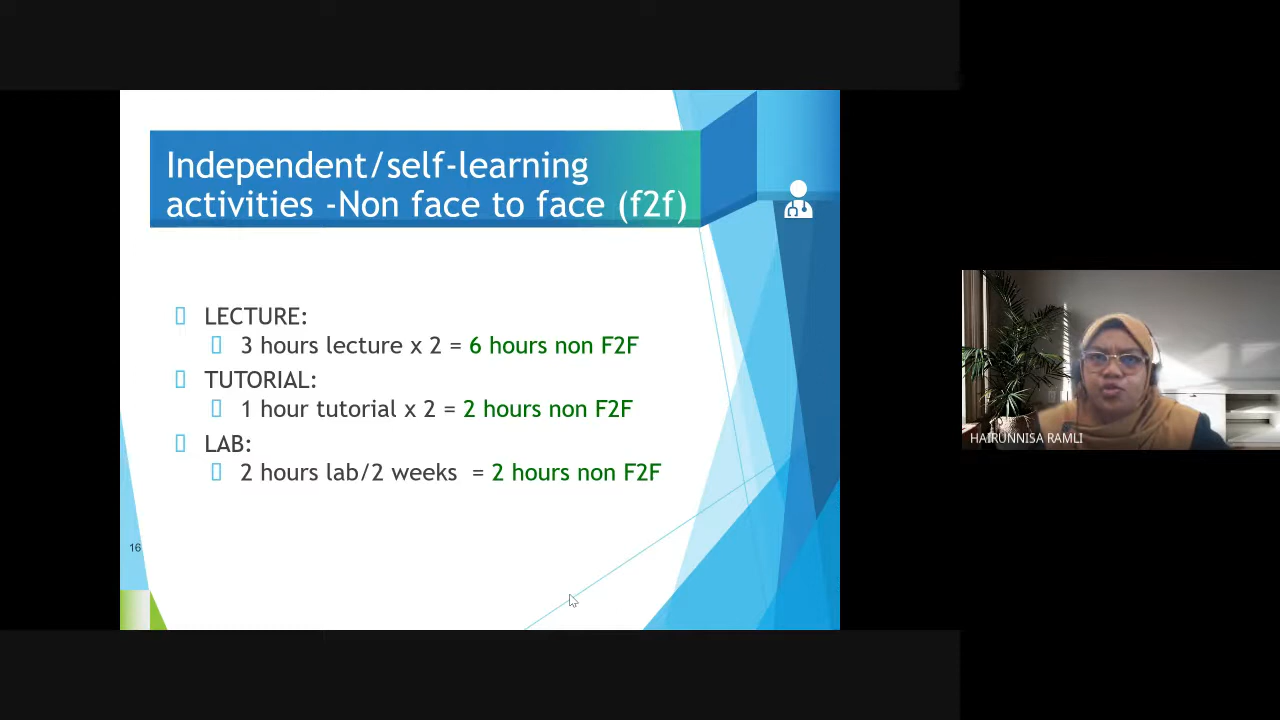 Independent/self-learning
activities -Non face to face (f2f)
LECTURE:
3 hours lecture x 2 = 6 hours non F2F
TUTORIAL:
1 hour tutorial x 2 = 2 hours non F2F
LAB:
2 hours lab/2 weeks = 2 hours non F2F
16
HAIRUNNISA RAMLI